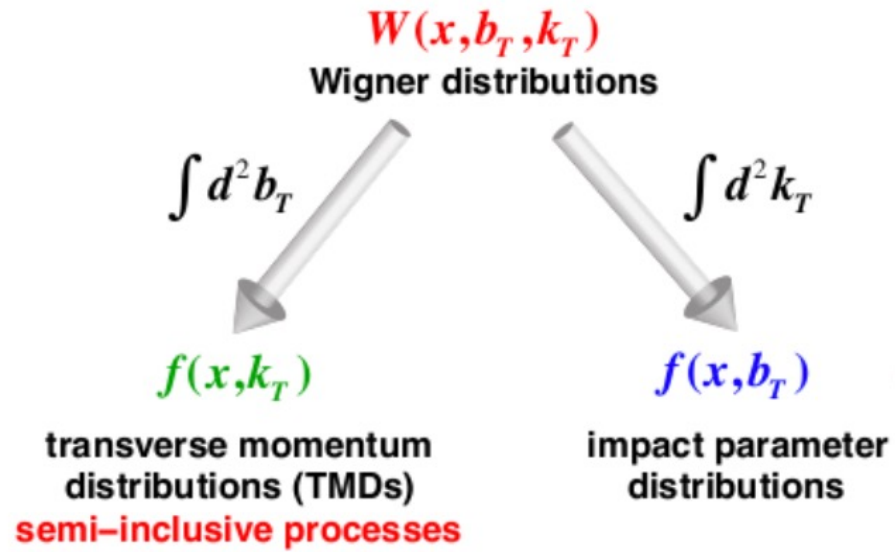 W(x,b_T,k_T)
Wigner distributions
∫ d²b_T
∫ d²k_T
f(x,k_T)
f(x,b_T)
transverse momentum
distributions (TMDs)
semi–inclusive processes
impact parameter
distributions